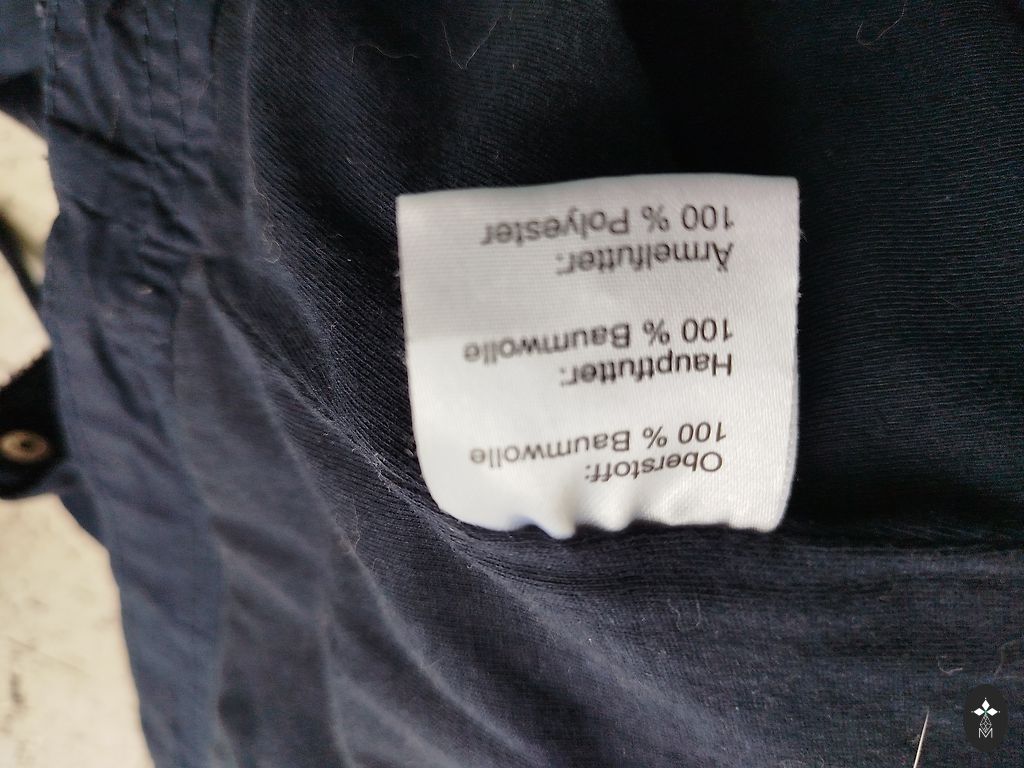 Oberstoff:
100 % Baumwolle
Hauptfutter:
100 % Baumwolle
Ärmelfutter:
100 % Polyester
M